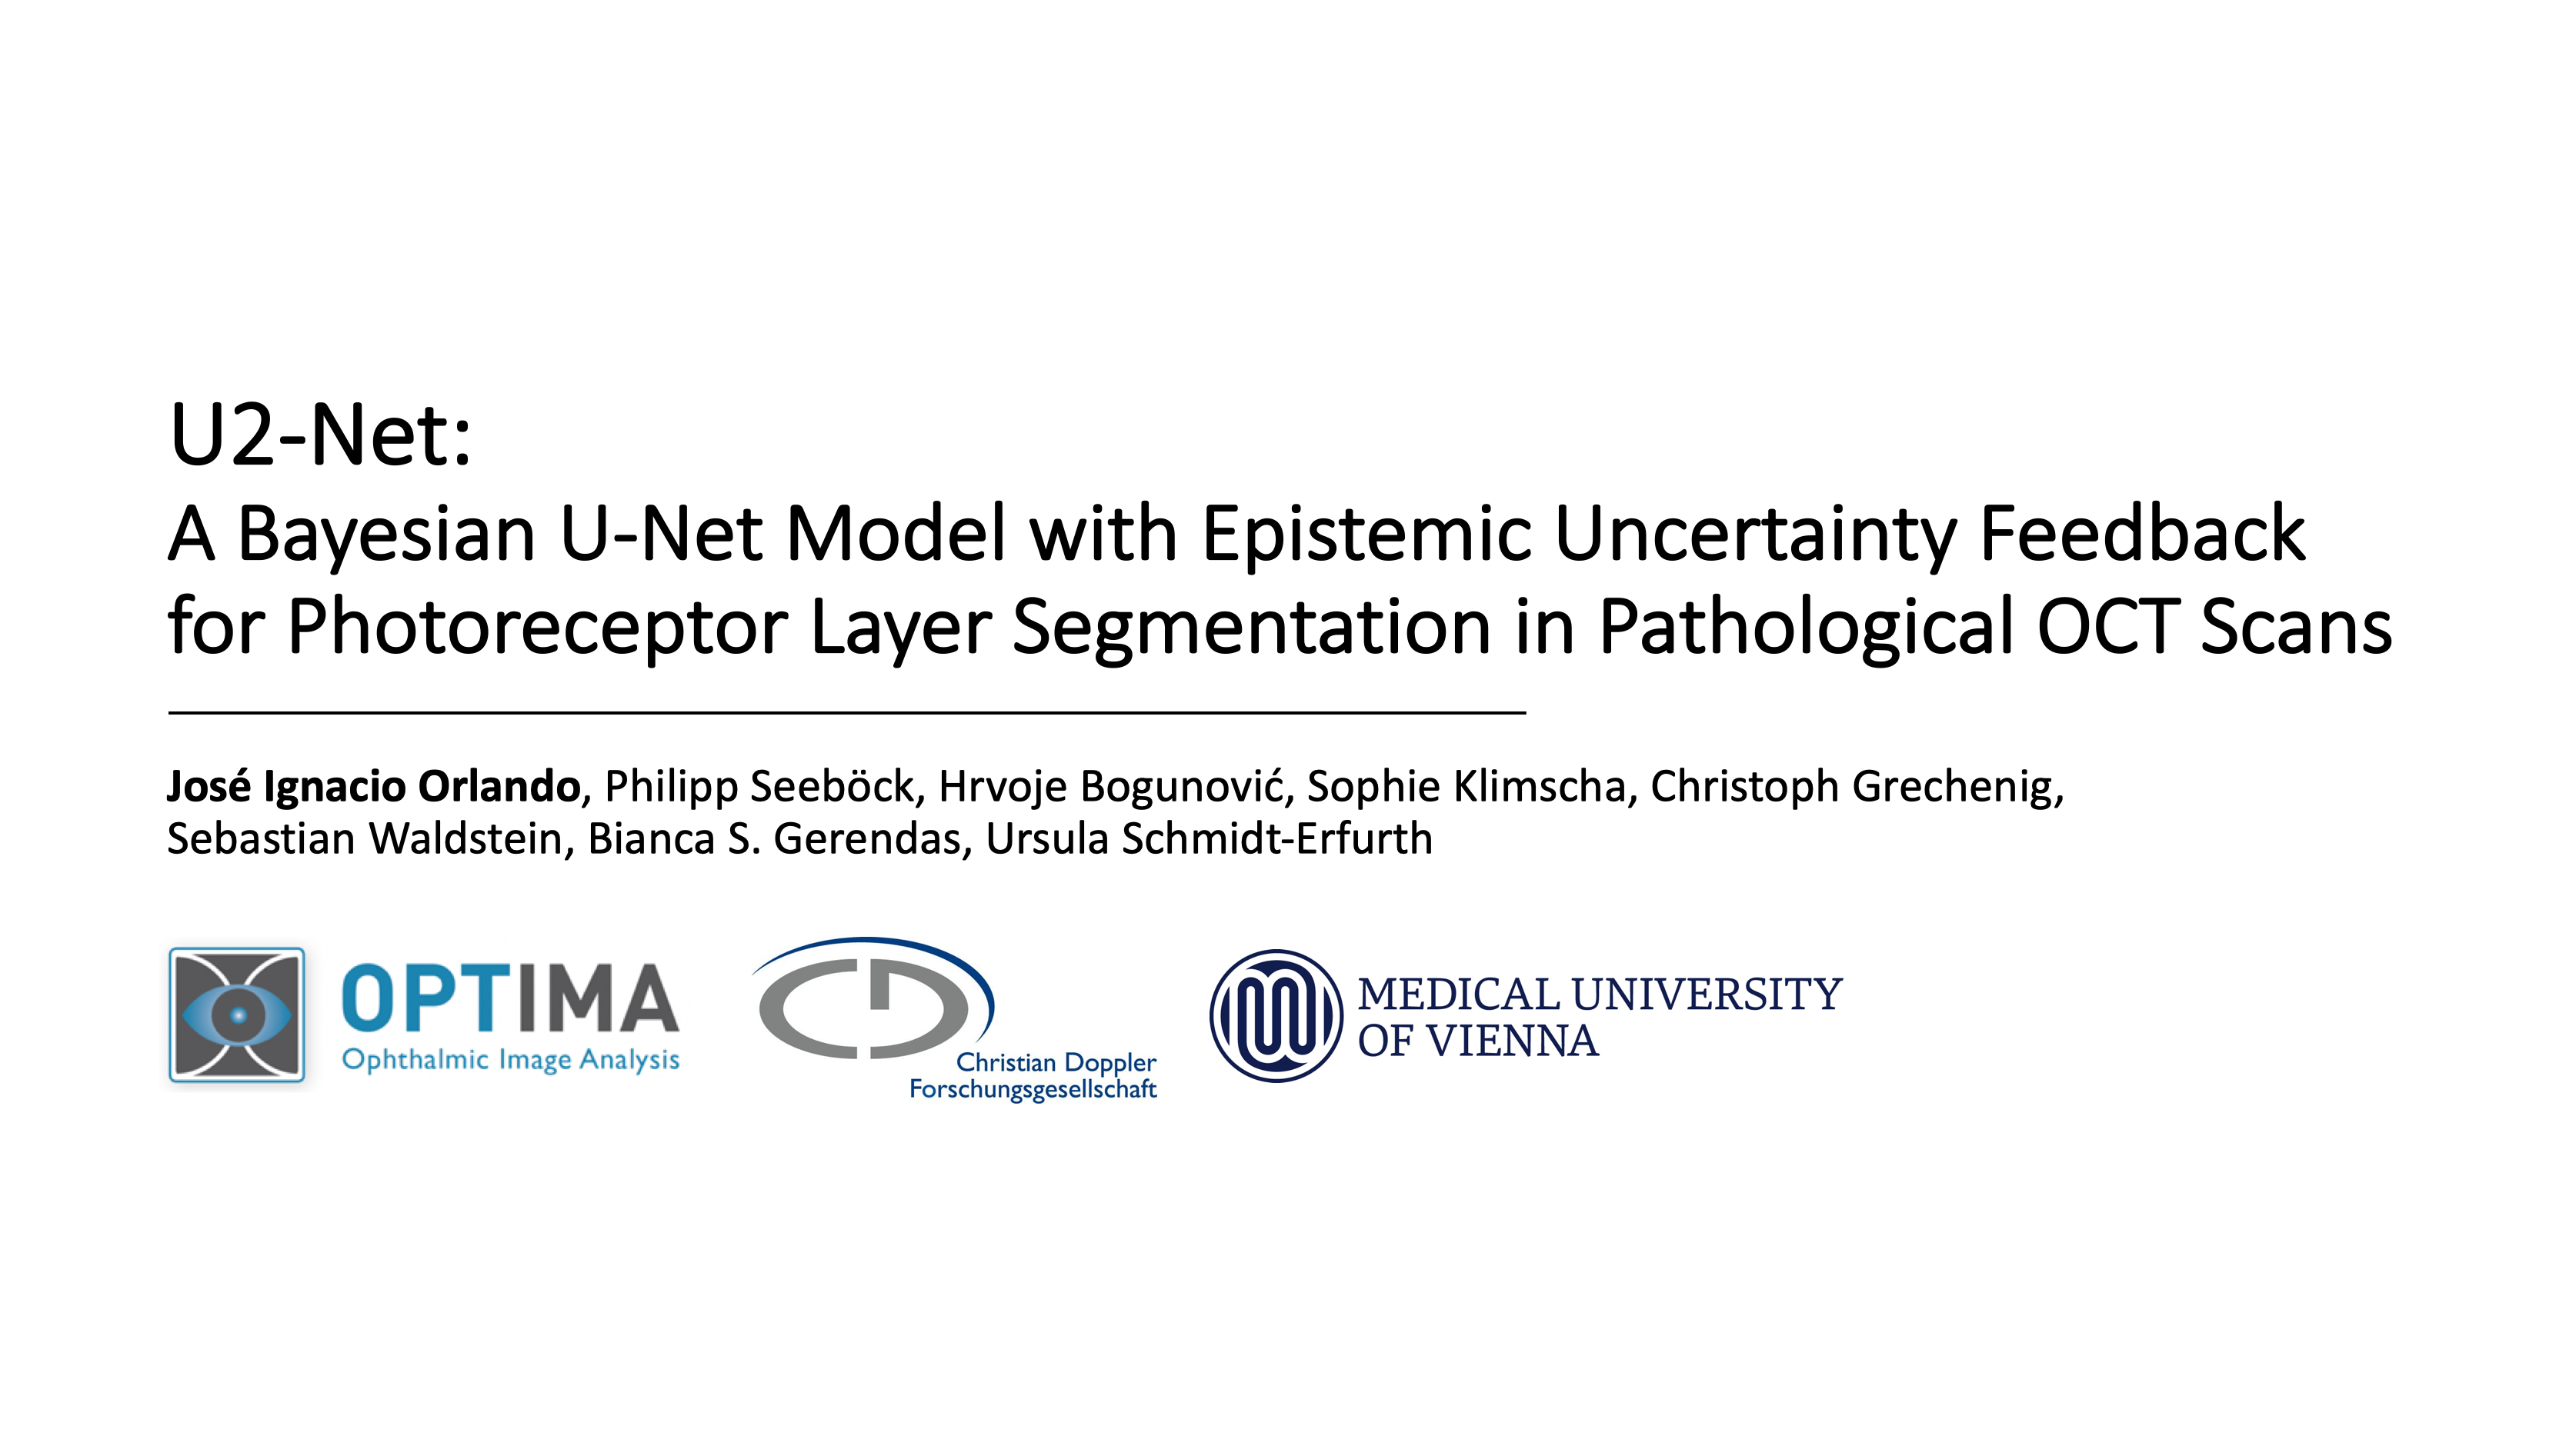 U2-Net:
A Bayesian U-Net Model with Epistemic Uncertainty Feedback
for Photoreceptor Layer Segmentation in Pathological OCT Scans
José Ignacio Orlando, Philipp Seeböck, Hrvoje Bogunović, Sophie Klimscha, Christoph Grechenig,
Sebastian Waldstein, Bianca S. Gerendas, Ursula Schmidt-Erfurth
OPTIMA
Ophthalmic Image Analysis
Christian Doppler
Forschungsgesellschaft
MEDICAL UNIVERSITY
OF VIENNA